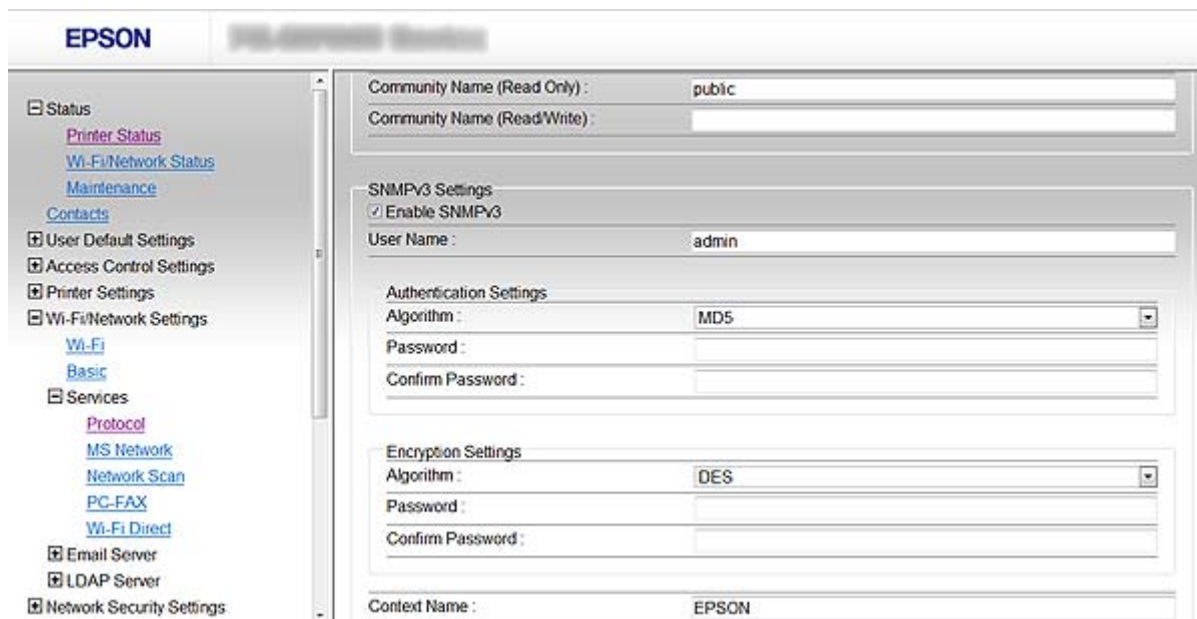 EPSON
Status
Printer Status
Wi-Fi/Network Status
Maintenance
Contacts
User Default Settings
Access Control Settings
Printer Settings
Wi-Fi/Network Settings
Wi-Fi
Basic
Services
Protocol
MS Network
Network Scan
PC-FAX
Wi-Fi Direct
Email Server
LDAP Server
Network Security Settings
Community Name (Read Only) : public
Community Name (Read/Write) :
SNMPv3 Settings
Enable SNMPv3
User Name : admin
Authentication Settings
Algorithm : MD5
Password :
Confirm Password :
Encryption Settings
Algorithm : DES
Password :
Confirm Password :
Context Name : EPSON